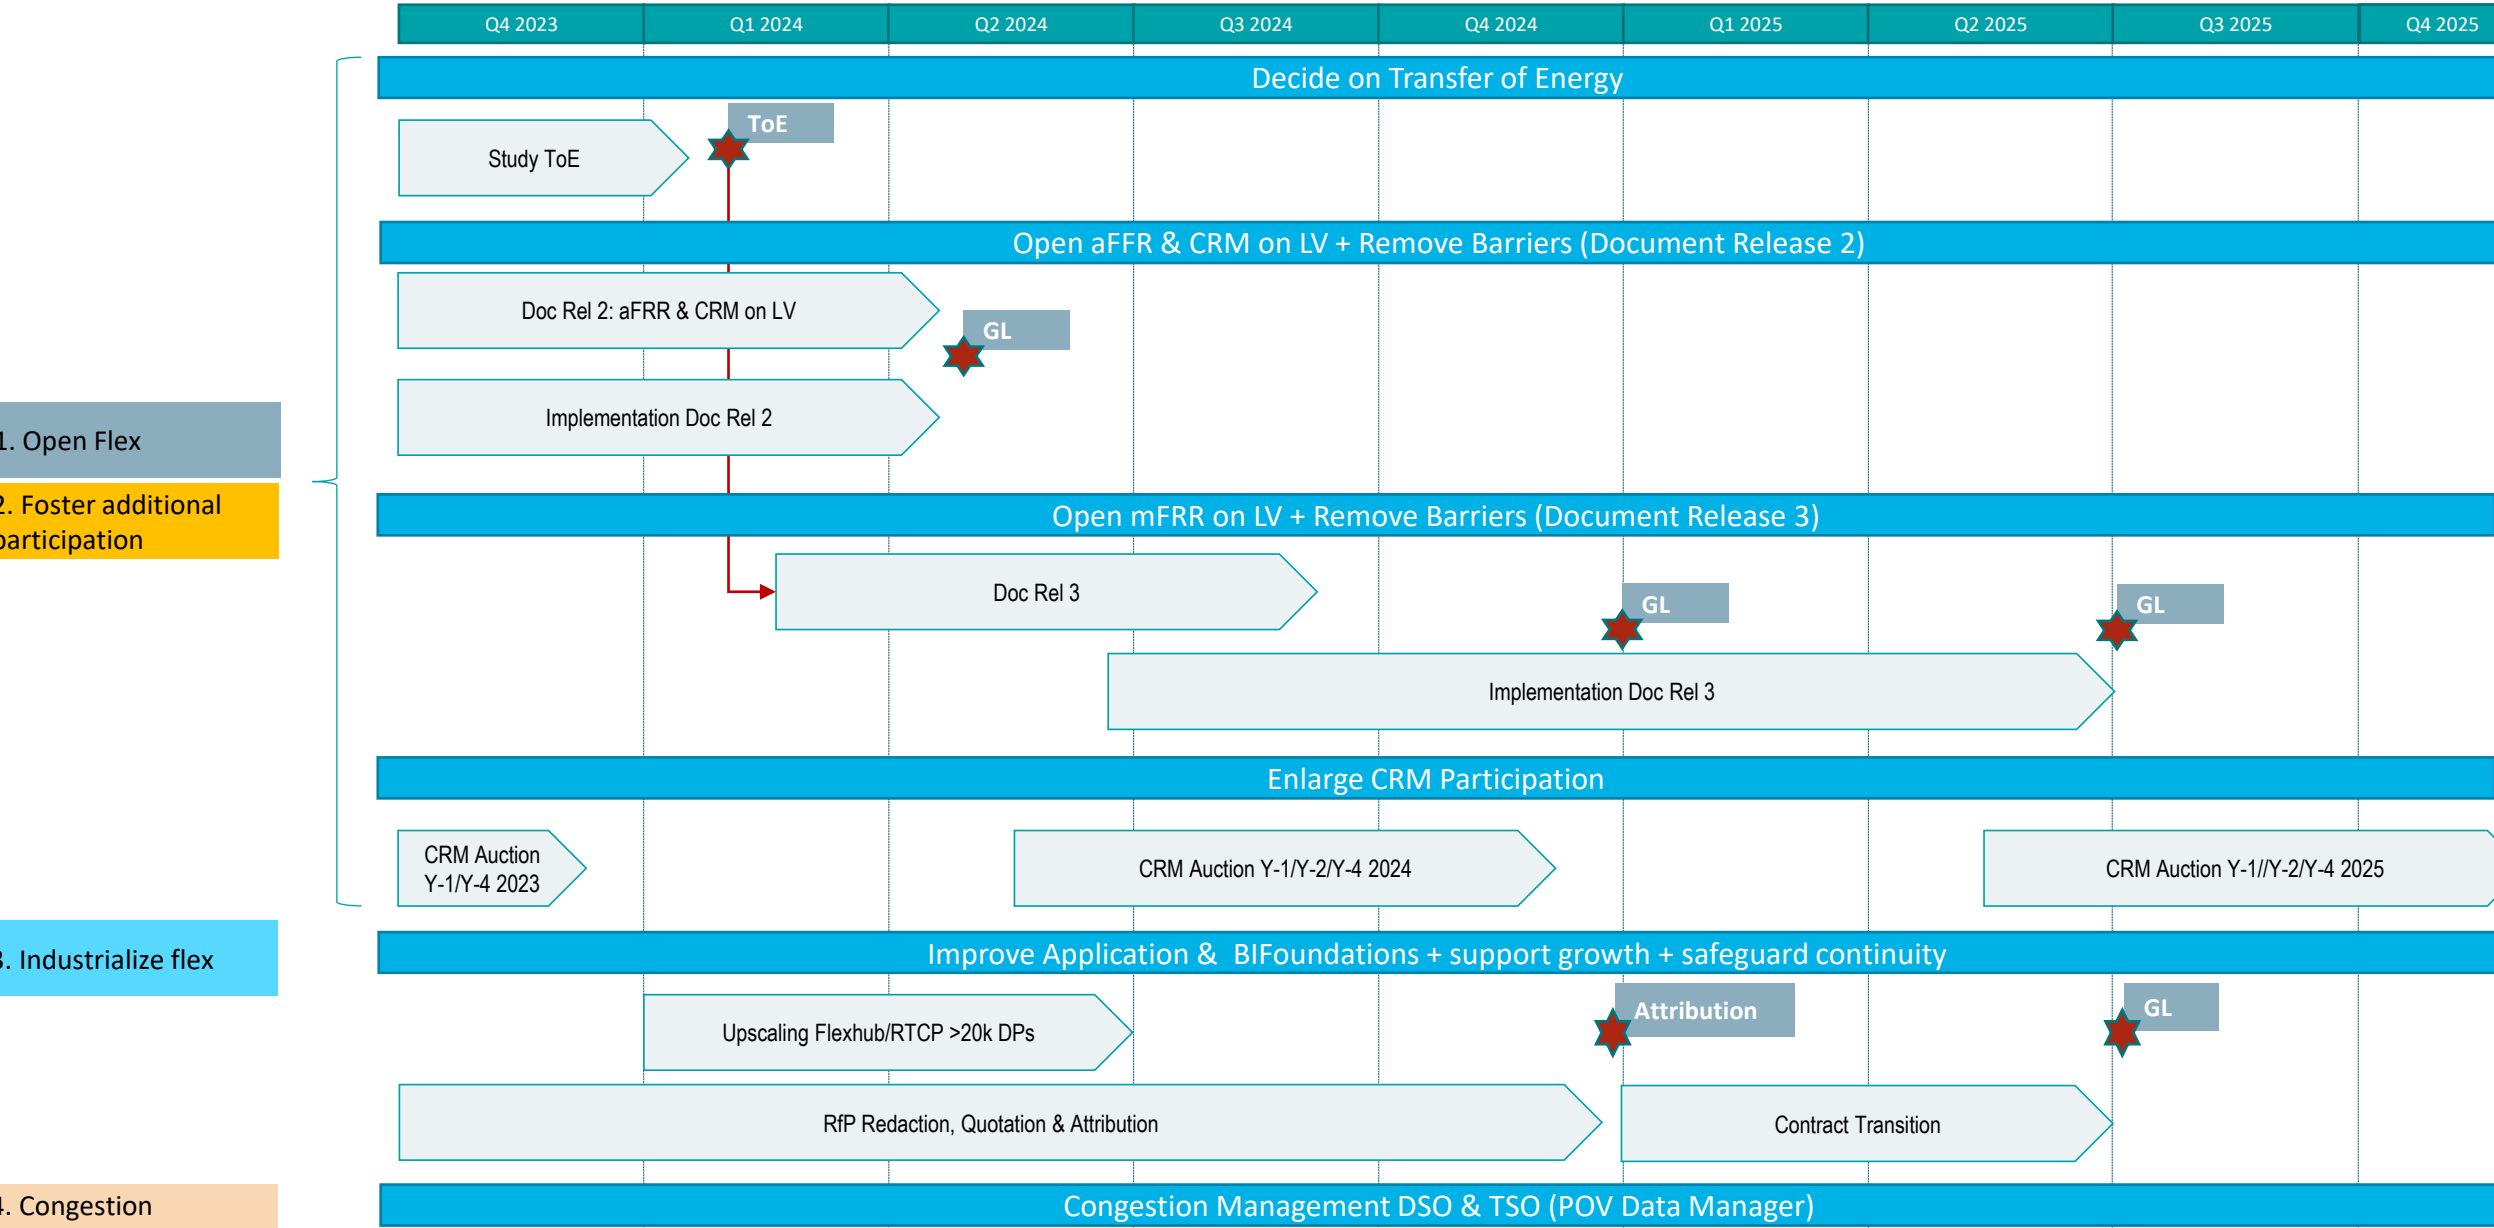 Q4 2023
Q1 2024
Q2 2024
Q3 2024
Q4 2024
Q1 2025
Q2 2025
Q3 2025
Q4 2025
Decide on Transfer of Energy
ToE
Study ToE
Open aFFR & CRM on LV + Remove Barriers (Document Release 2)
Doc Rel 2: aFRR & CRM on LV
GL
Implementation Doc Rel 2
1. Open Flex
2. Foster additional
participation
Open mFRR on LV + Remove Barriers (Document Release 3)
Doc Rel 3
GL
GL
Implementation Doc Rel 3
Enlarge CRM Participation
CRM Auction
Y-1/Y-4 2023
CRM Auction Y-1/Y-2/Y-4 2024
CRM Auction Y-1//Y-2/Y-4 2025
3. Industrialize flex
Improve Application &  BIFoundations + support growth + safeguard continuity
Attribution
GL
Upscaling Flexhub/RTCP >20k DPs
RfP Redaction, Quotation & Attribution
Contract Transition
4. Congestion
Congestion Management DSO & TSO (POV Data Manager)